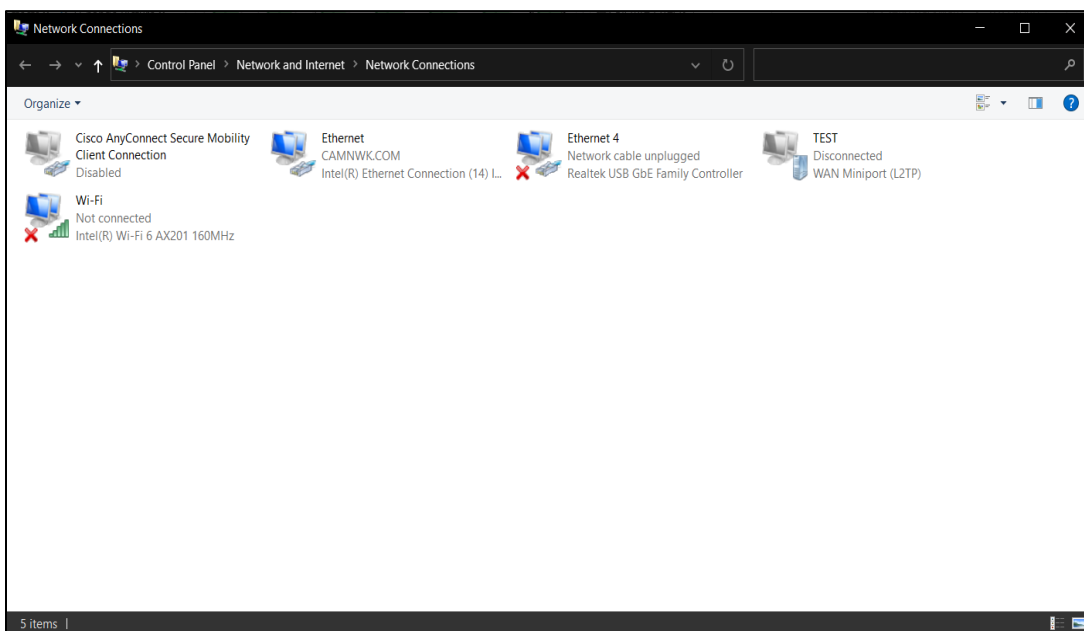 Network Connections
Control Panel > Network and Internet > Network Connections
Organize
Cisco AnyConnect Secure Mobility
Client Connection
Disabled
Ethernet
CAMNWK.COM
Intel(R) Ethernet Connection (14) I...
Ethernet 4
Network cable unplugged
Realtek USB GbE Family Controller
TEST
Disconnected
WAN Miniport (L2TP)
Wi-Fi
Not connected
Intel(R) Wi-Fi 6 AX201 160MHz
5 items